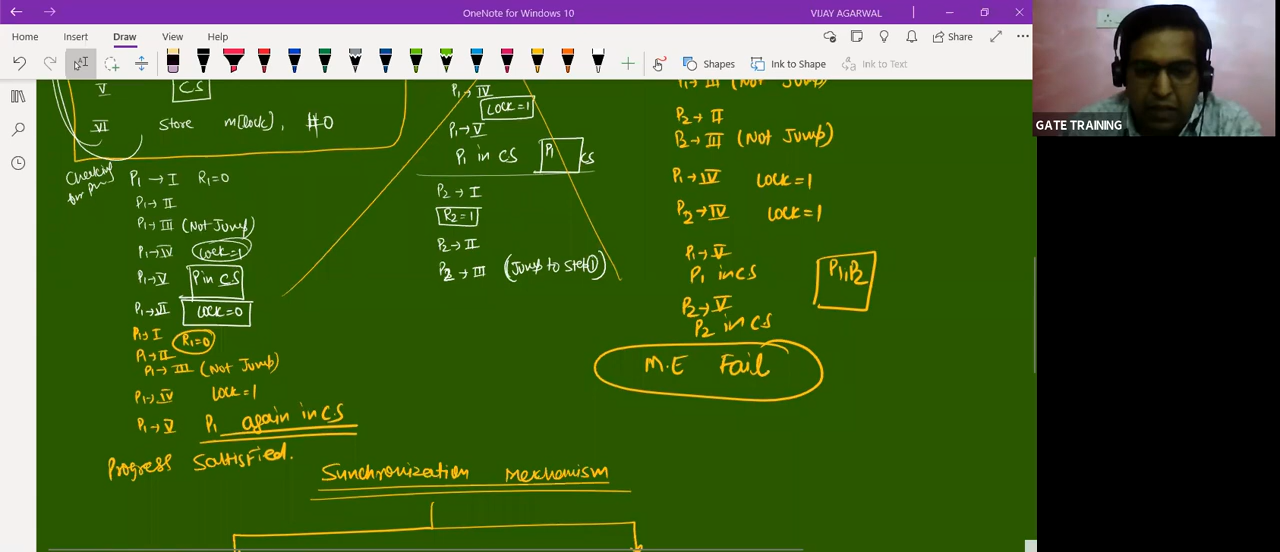 OneNote for Windows 10
VIJAY AGARWAL
Home Insert Draw View Help
Share
Shapes
Ink to Shape
Ink to Text
GATE TRAINING
V CS
VI Store m[lock], #0
Checking for
P1 → I R1=0
P1 → II
P1 → III (Not Jump)
P1 → IV Lock=1
P1 → V P in CS
P1 → VI Lock=0
P1 → I R1=0
P1 → II
P1 → III (Not Jump)
P1 → IV Lock=1
P1 → V P1 again in CS
Progress Satisfied.
P1 → IV
Lock=1
P1 → V
P1 in CS P1 CS
P2 → I
R2=1
P2 → II
P2 → III (Jump to Step 1)
P1 → III (Not Jump)
P2 → II
P2 → III (Not Jump)
P1 → IV Lock=1
P2 → IV Lock=1
P1 → V
P1 in CS
P1,P2
P2 → V
P2 in CS
M.E Fail
Synchronization mechanism